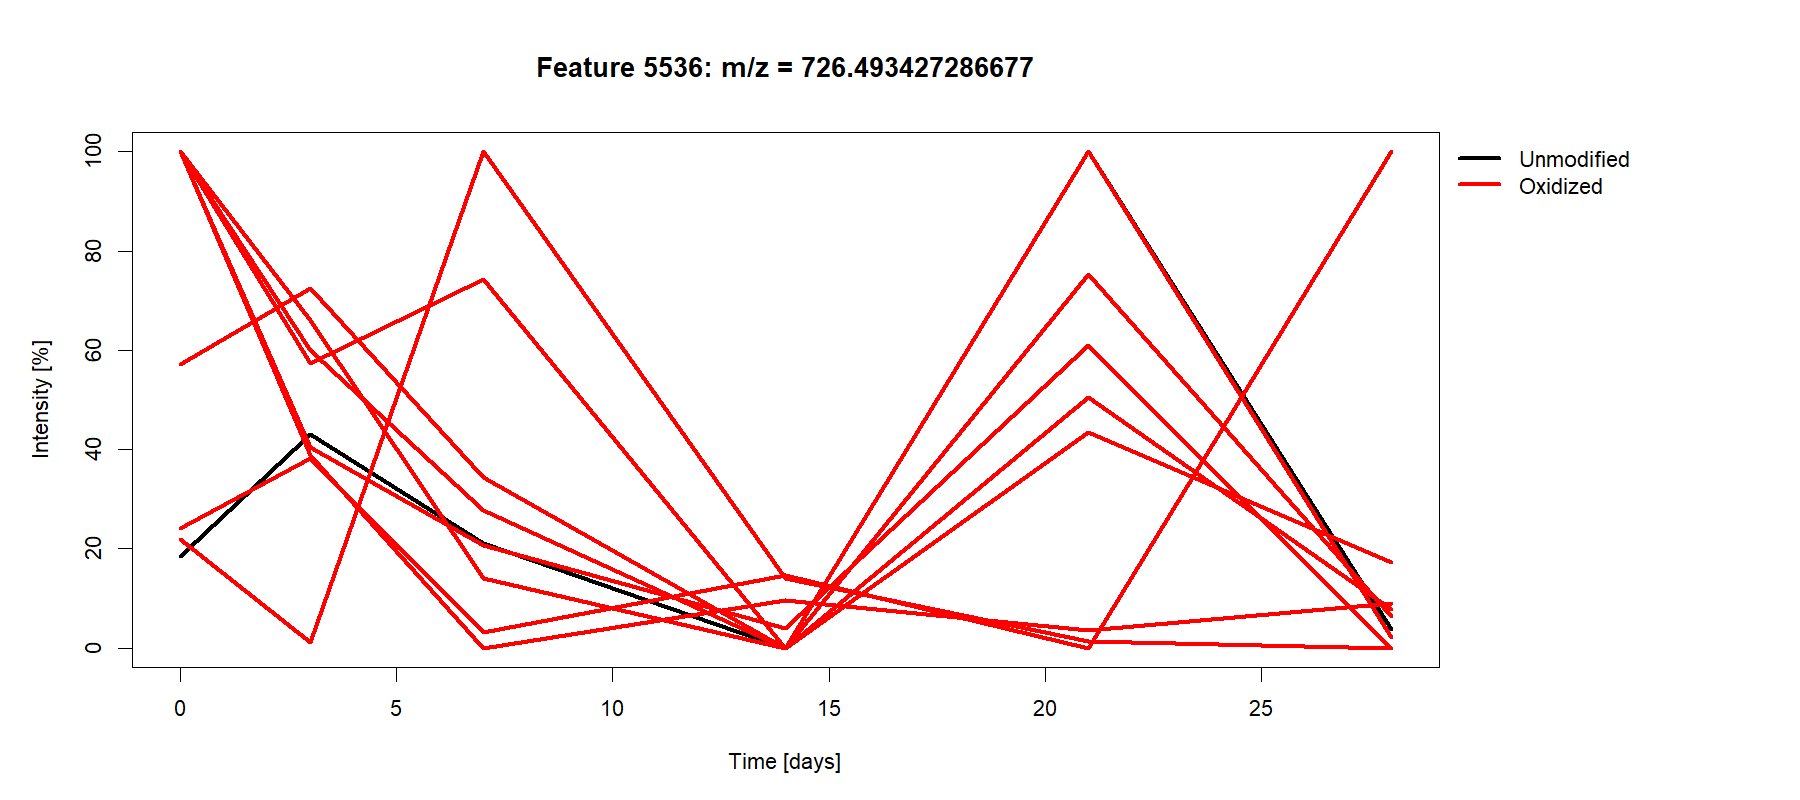 Feature 5536: m/z = 726.493427286677
Unmodified
Oxidized
Intensity [%]
100
80
60
40
20
0
0 5 10 15 20 25
Time [days]